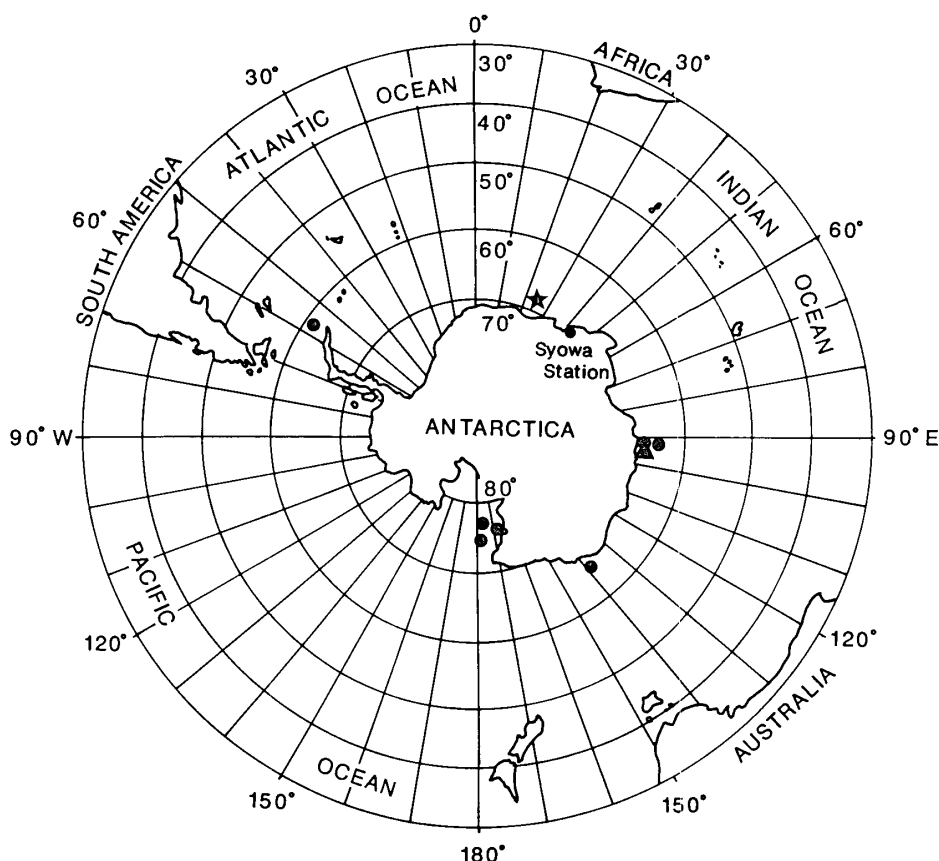 0°
30°
AFRICA
30°
30°
OCEAN
ATLANTIC
40°
50°
INDIAN
SOUTH AMERICA
60°
60°
60°
OCEAN
70°
Syowa
Station
90° W
ANTARCTICA
90° E
80°
PACIFIC
120°
120°
AUSTRALIA
OCEAN
150°
150°
180°